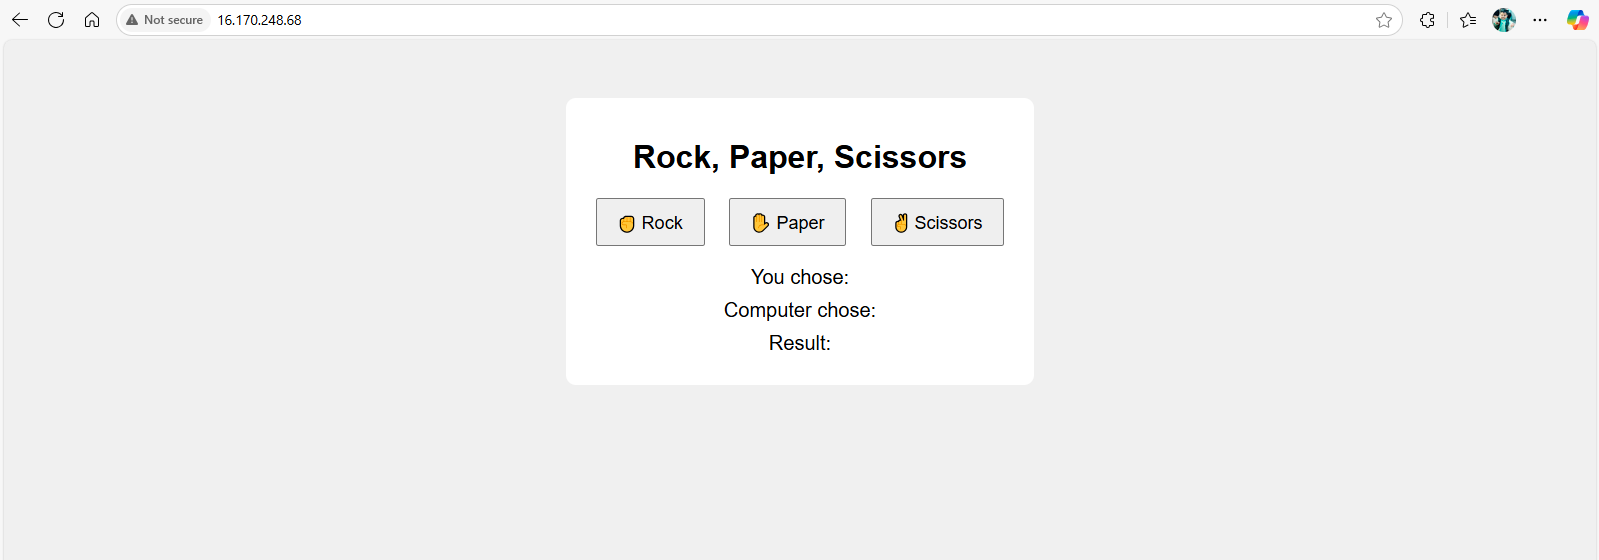 Not secure 16.170.248.68
Rock, Paper, Scissors
✊ Rock ✋ Paper ✌ Scissors
You chose:
Computer chose:
Result: